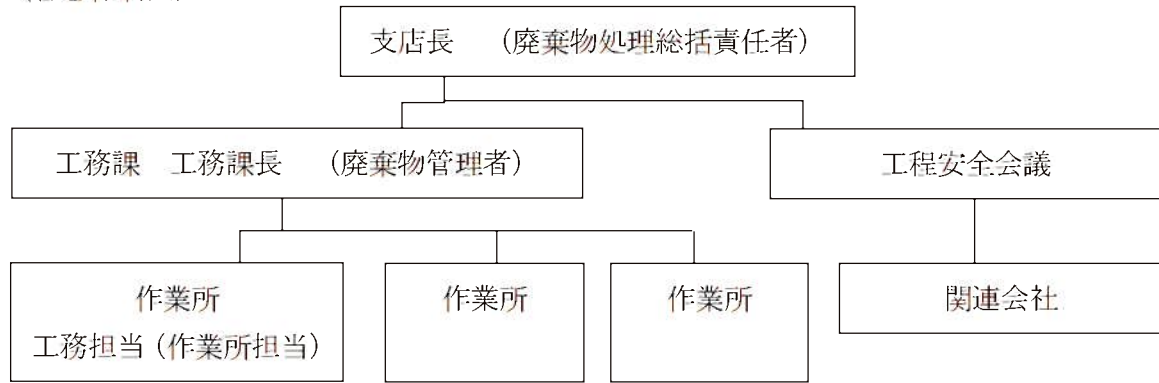 支店長　（廃棄物処理総括責任者）
工務課　工務課長　（廃棄物管理者）
工程安全会議
作業所
工務担当（作業所担当）
作業所
作業所
関連会社